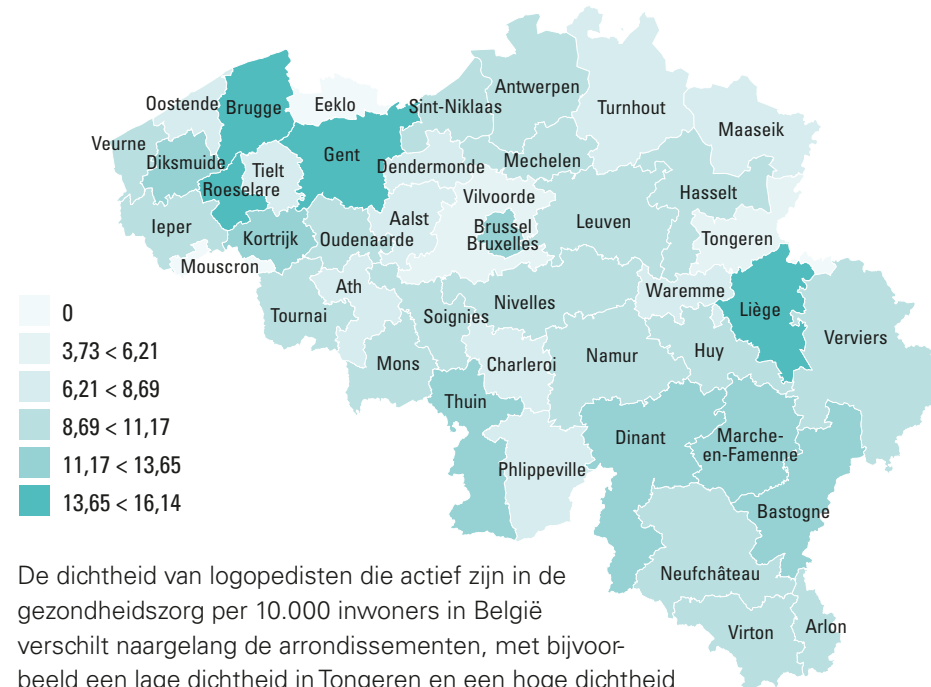 Antwerpen
Oostende
Brugge
Eeklo
Sint-Niklaas
Turnhout
Maaseik
Veurne
Diksmuide
Tielt
Gent
Dendermonde
Mechelen
Roeselare
Vilvoorde
Hasselt
Ieper
Kortrijk
Oudenaarde
Aalst
Brussel
Bruxelles
Leuven
Tongeren
Mouscron
Ath
Waremme
Tournai
Soignies
Nivelles
Liège
Verviers
Mons
Charleroi
Namur
Huy
Thuin
Dinant
Marche-
en-Famenne
Phlippeville
Bastogne
Neufchâteau
Virton
Arlon
0
3,73 < 6,21
6,21 < 8,69
8,69 < 11,17
11,17 < 13,65
13,65 < 16,14
De dichtheid van logopedisten die actief zijn in de
gezondheidszorg per 10.000 inwoners in België
verschilt naargelang de arrondissementen, met bijvoor-
beeld een lage dichtheid in Tongeren en een hoge dichtheid